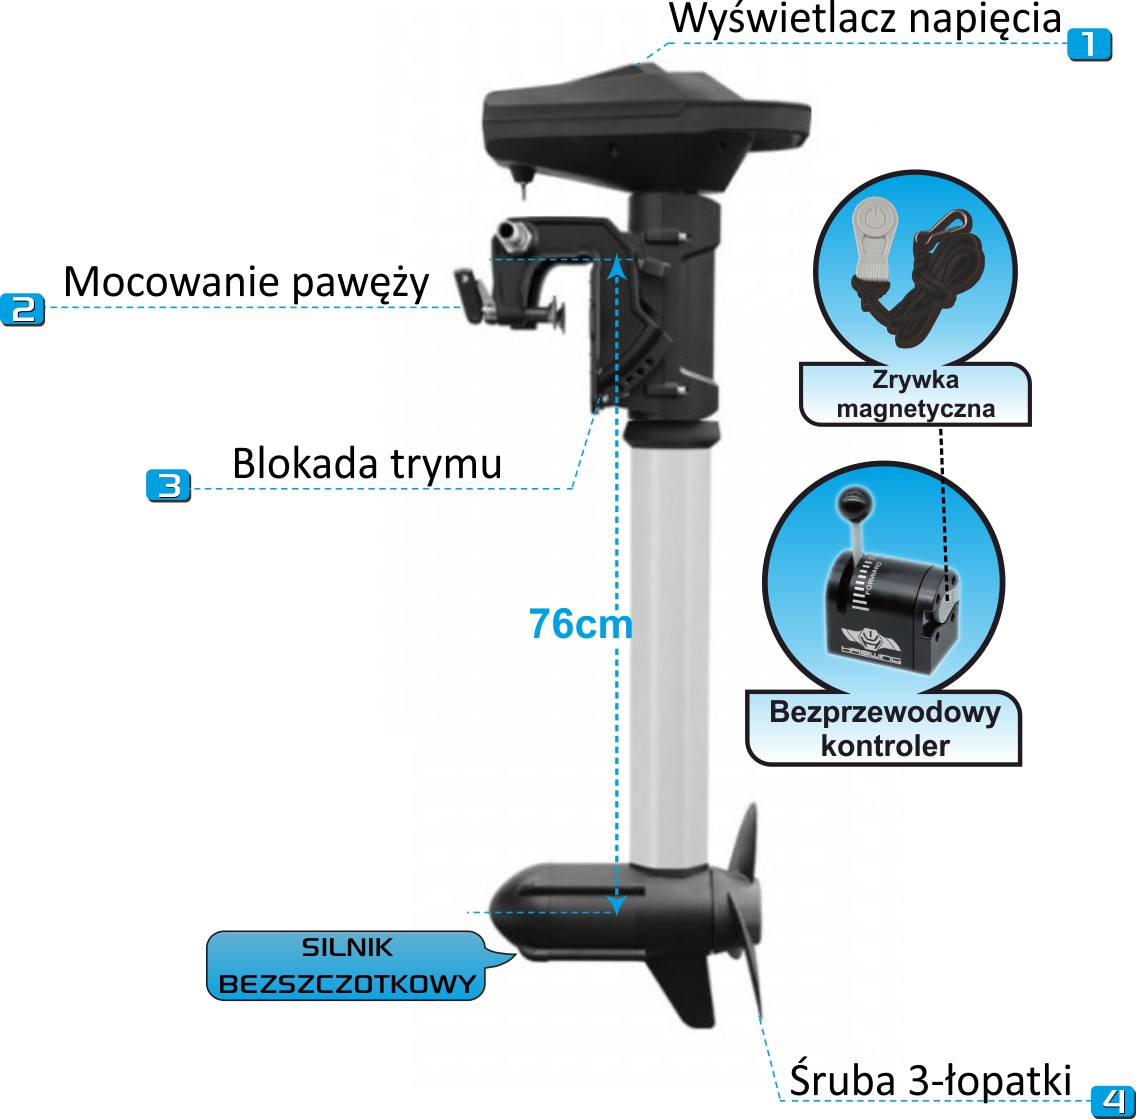 Wyświetlacz napięcia
1
Mocowanie pawęży
2
Zrywka
magnetyczna
Blokada trymu
3
FORWARD
HASWING
76cm
Bezprzewodowy
kontroler
SILNIK
BEZSZCZOTKOWY
Śruba 3-łopatki
4